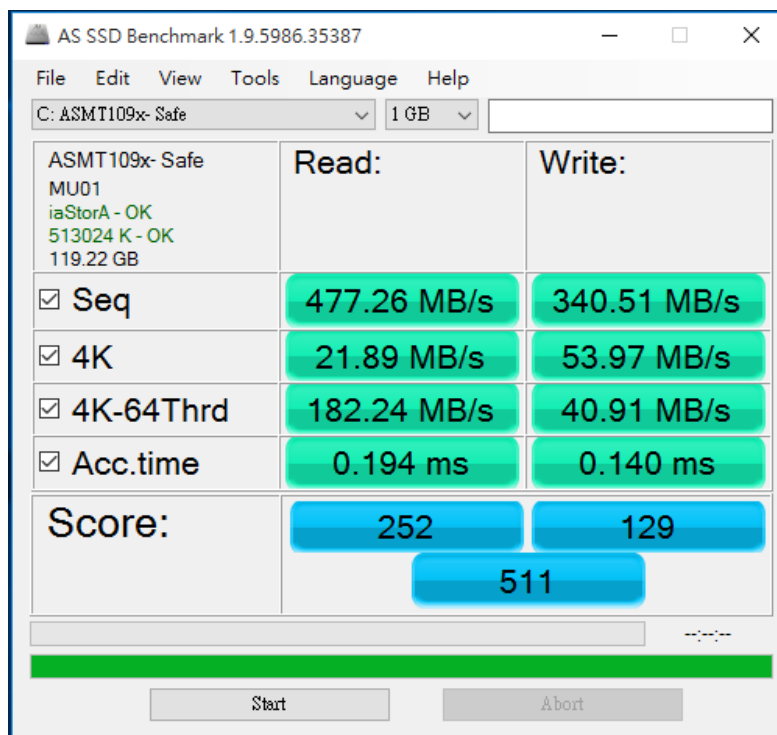 AS SSD Benchmark 1.9.5986.35387
File Edit View Tools Language Help
C: ASMT109x- Safe 1 GB
ASMT109x- Safe
MU01
iaStorA - OK
513024 K - OK
119.22 GB
Read: Write:
Seq 477.26 MB/s 340.51 MB/s
4K 21.89 MB/s 53.97 MB/s
4K-64Thrd 182.24 MB/s 40.91 MB/s
Acc.time 0.194 ms 0.140 ms
Score: 252 129
511
--:--:--
Start Abort